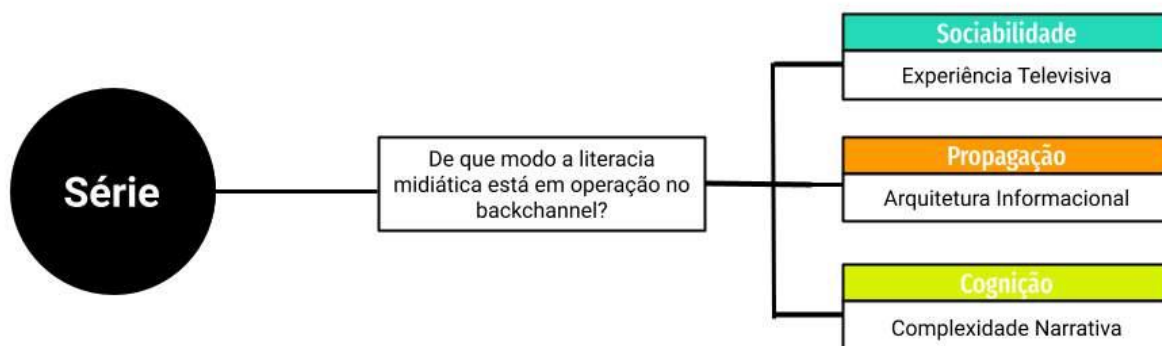 Série
De que modo a literacia
midiática está em operação no
backchannel?
Sociabilidade
Experiência Televisiva
Propagação
Arquitetura Informacional
Cognição
Complexidade Narrativa